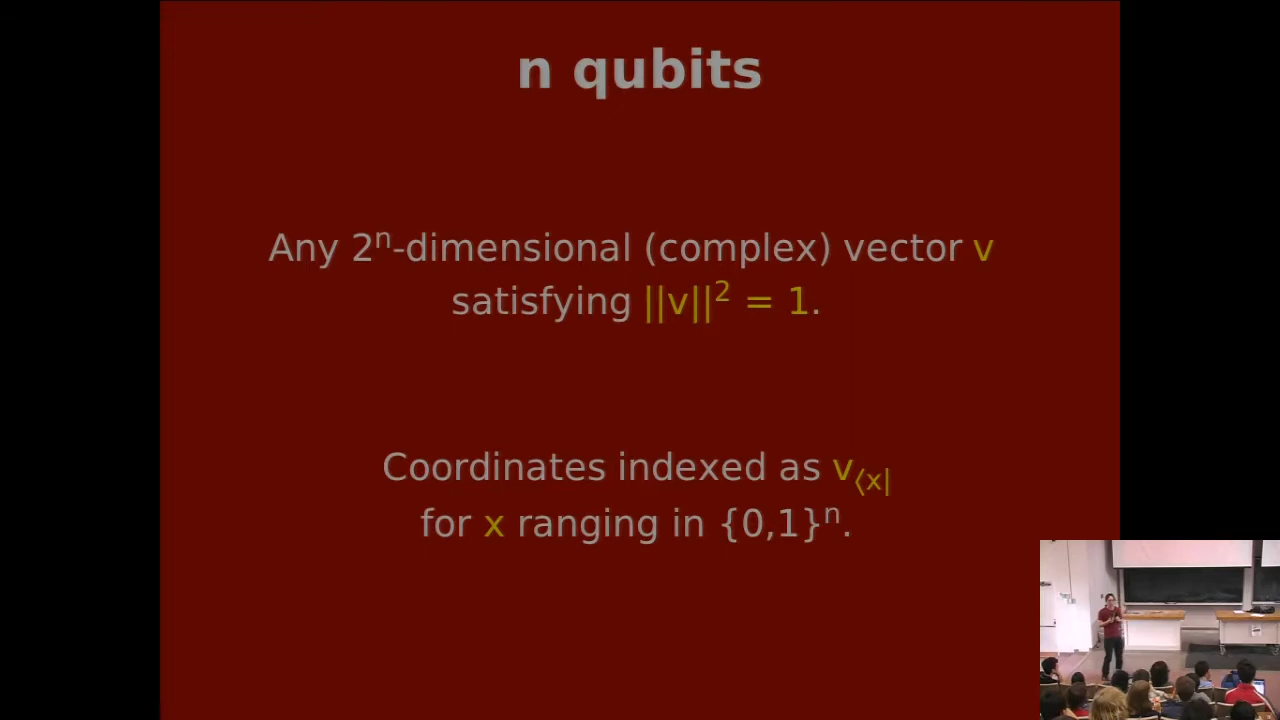 n qubits
Any 2ⁿ-dimensional (complex) vector v
satisfying ||v||² = 1.
Coordinates indexed as v⟨x|
for x ranging in {0,1}ⁿ.